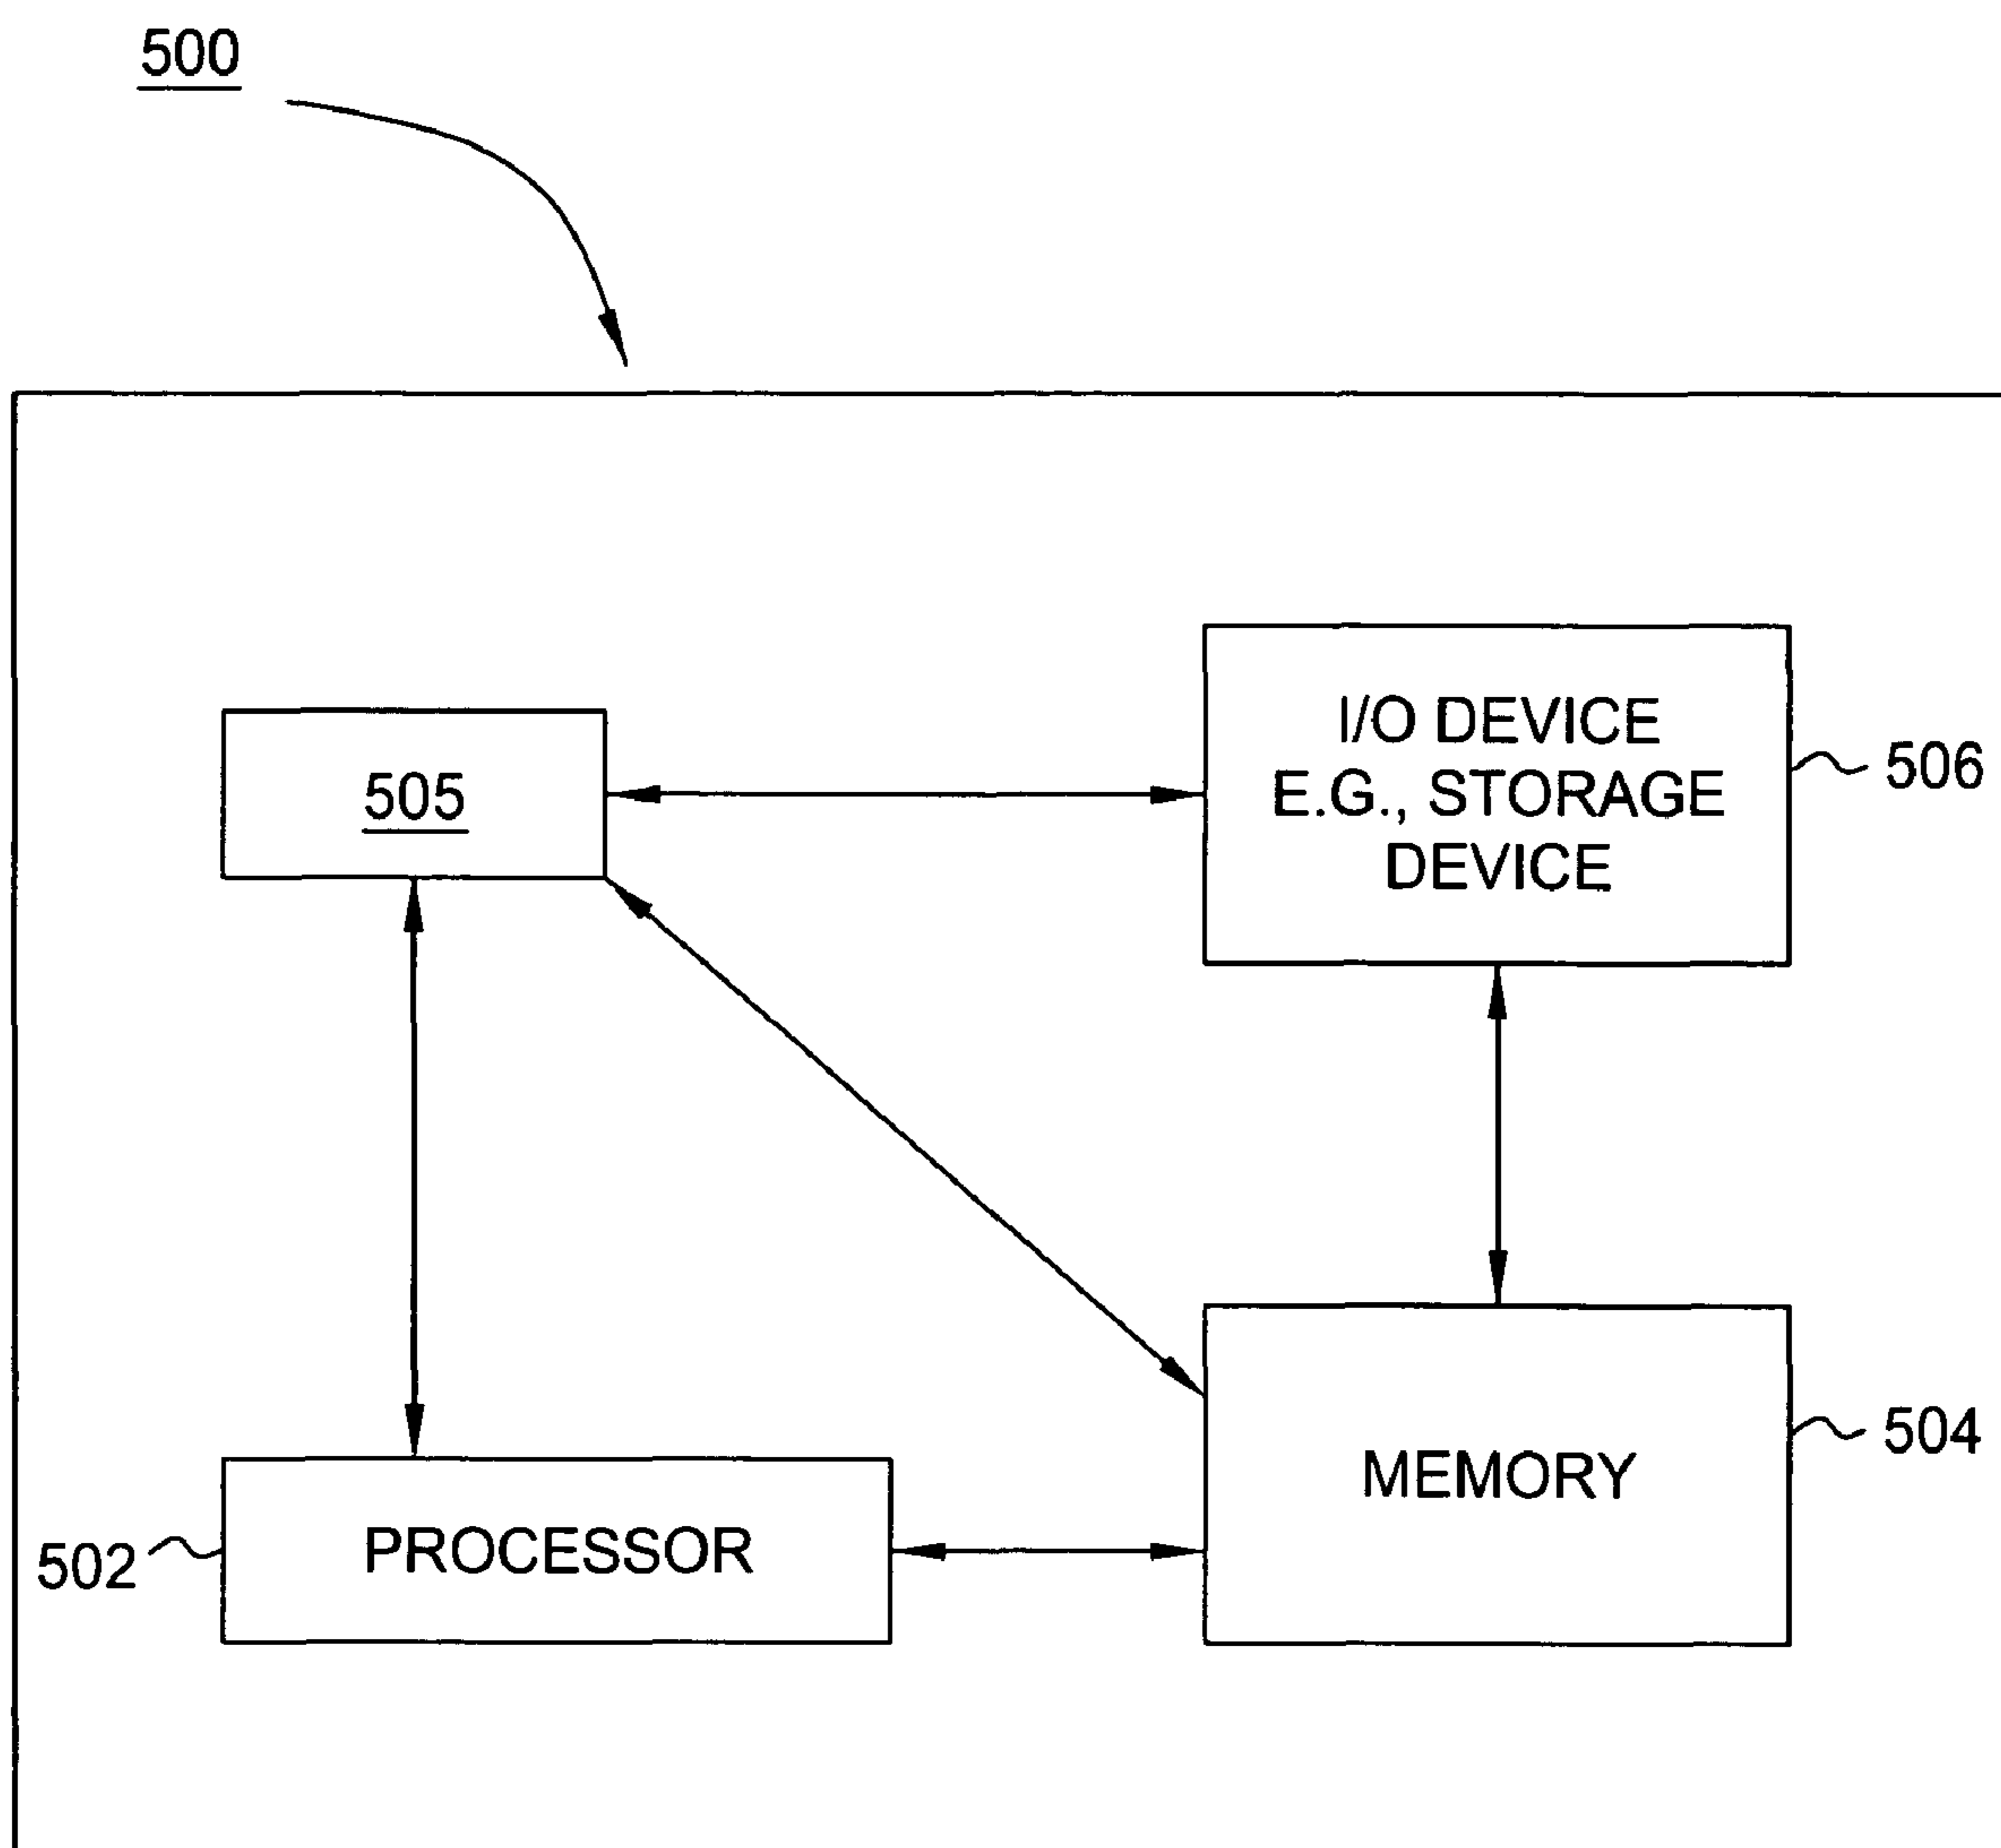 500
I/O DEVICE
E.G., STORAGE
DEVICE
506
505
MEMORY
504
PROCESSOR
502